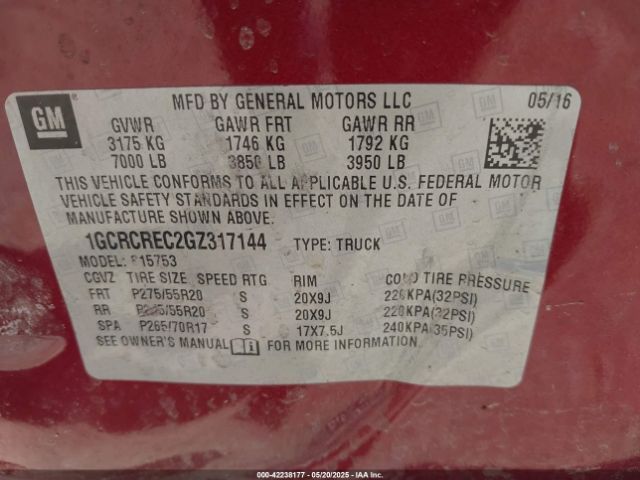 GM
MFD BY GENERAL MOTORS LLC 05/16
GVWR GAWR FRT GAWR RR
3175 KG 1746 KG 1792 KG
7000 LB 3850 LB 3950 LB
THIS VEHICLE CONFORMS TO ALL APPLICABLE U.S. FEDERAL MOTOR
VEHICLE SAFETY STANDARDS IN EFFECT ON THE DATE OF
MANUFACTURE SHOWN ABOVE.
1GCRCREC2GZ317144 TYPE: TRUCK
MODEL: 15753
CGVZ TIRE SIZE SPEED RTG RIM COLD TIRE PRESSURE
FRT P275/55R20 S 20X9J 220KPA(32PSI)
RR S 20X9J 220KPA(32PSI)
SPA P265/70R17 S 17X7.5J 240KPA(35PSI)
SEE OWNER'S MANUAL FOR MORE INFORMATION.
000-42238177 - 05/20/2025 - IAA Inc.